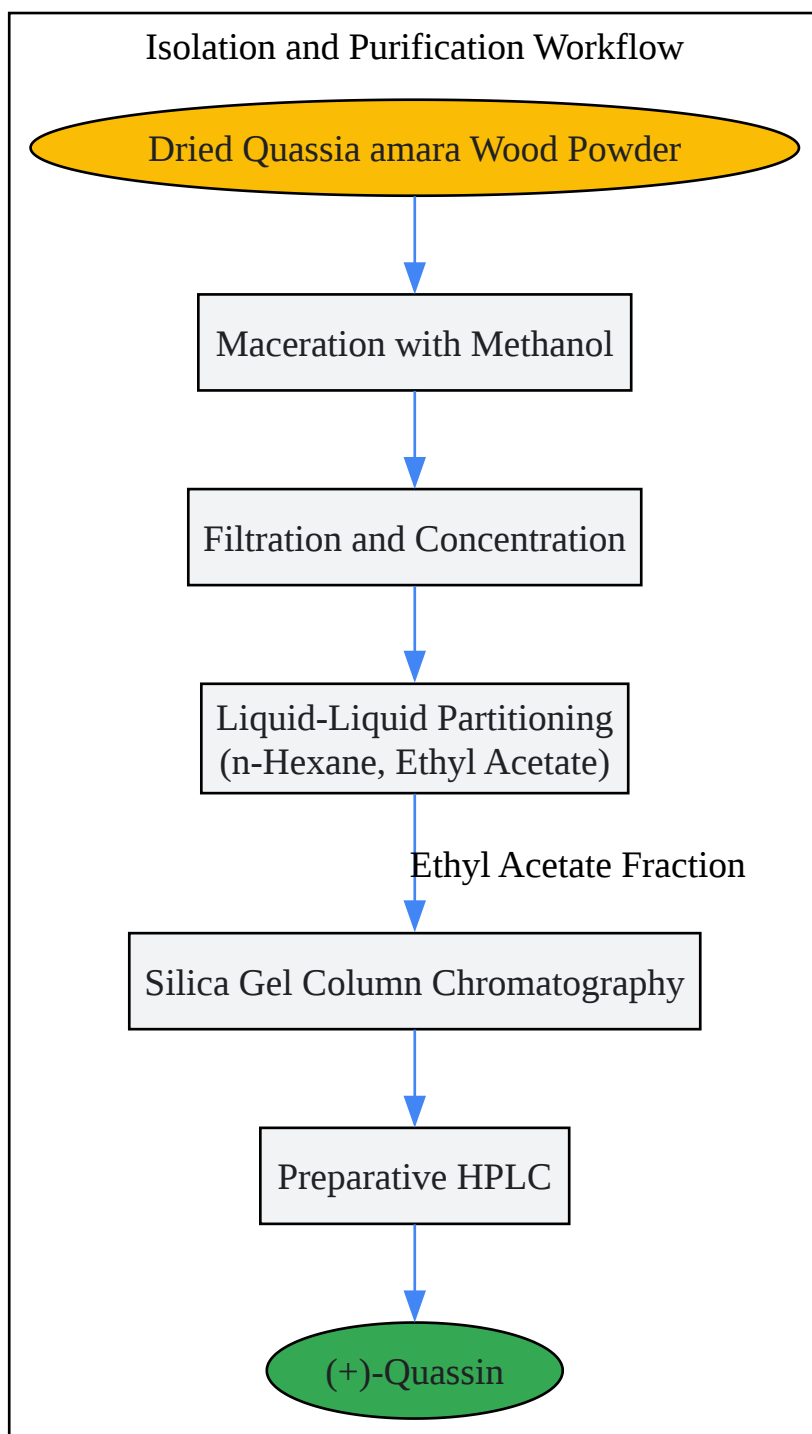 Isolation and Purification Workflow
Dried Quassia amara Wood Powder
Maceration with Methanol
Filtration and Concentration
Liquid-Liquid Partitioning
(n-Hexane, Ethyl Acetate)
Ethyl Acetate Fraction
Silica Gel Column Chromatography
Preparative HPLC
(+)-Quassin